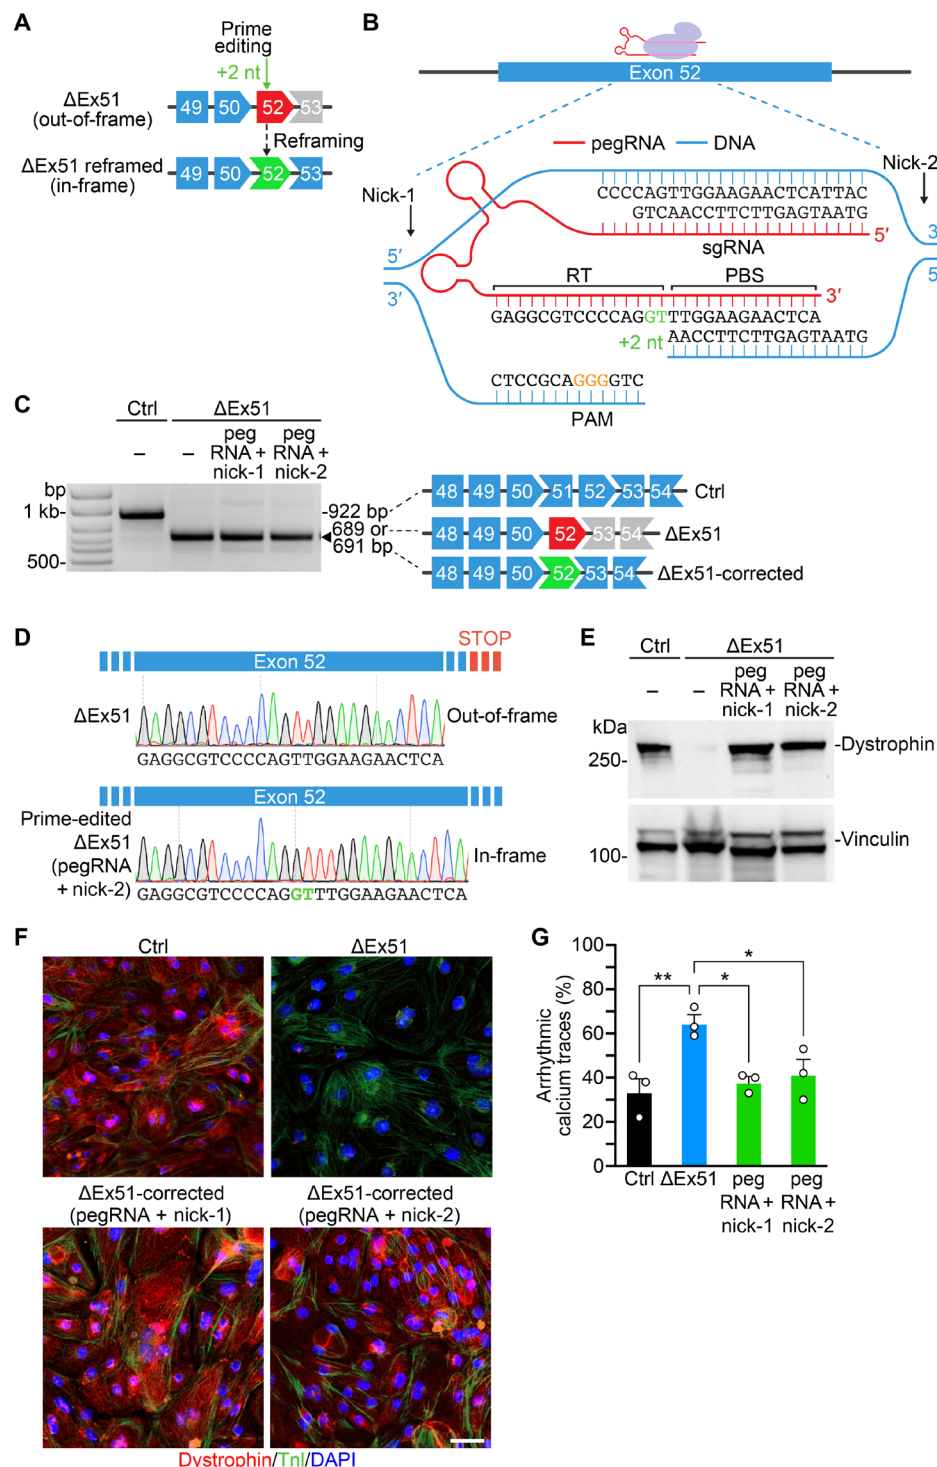 A
Prime
editing
+2 nt
ΔEx51
(out-of-frame)
49 50 52 53
Reframing
ΔEx51 reframed
(in-frame)
49 50 52 53
B
Exon 52
pegRNA DNA
Nick-1
Nick-2
CCCCAGTTGGAAGAACTCATTAC
GTCAACCTTCTTGAGTAATG
5′
sgRNA
3
5′
3′
5
RT PBS
3′
GAGGCGTCCCCAGGTTTGGAAGAACTCA
+2 nt
AACCTTCTTGAGTAATG
CTCCGCAGGGGTC
PAM
C
Ctrl ΔEx51
– – peg RNA + nick-1 peg RNA + nick-2
bp
1 kb-
500-
-922 bp
689 or
691 bp
48 49 50 51 52 53 54 Ctrl
48 49 50 52 53 54 ΔEx51
48 49 50 52 53 54 ΔEx51-corrected
D
STOP
Exon 52
ΔEx51
Out-of-frame
GAGGCGTCCCCAGTTGGAAGAACTCA
Exon 52
Prime-edited
ΔEx51
(pegRNA
+ nick-2)
In-frame
GAGGCGTCCCCAGGTTTGGAAGAACTCA
E
Ctrl ΔEx51
– – peg RNA + nick-1 peg RNA + nick-2
kDa
250-
-Dystrophin
100-
-Vinculin
F
Ctrl ΔEx51
ΔEx51-corrected
(pegRNA + nick-1)
ΔEx51-corrected
(pegRNA + nick-2)
Dystrophin/TnI/DAPI
G
Arrhythmic
calcium traces (%)
100
80
60
40
20
0
** * *
Ctrl ΔEx51 peg RNA + nick-1 peg RNA + nick-2